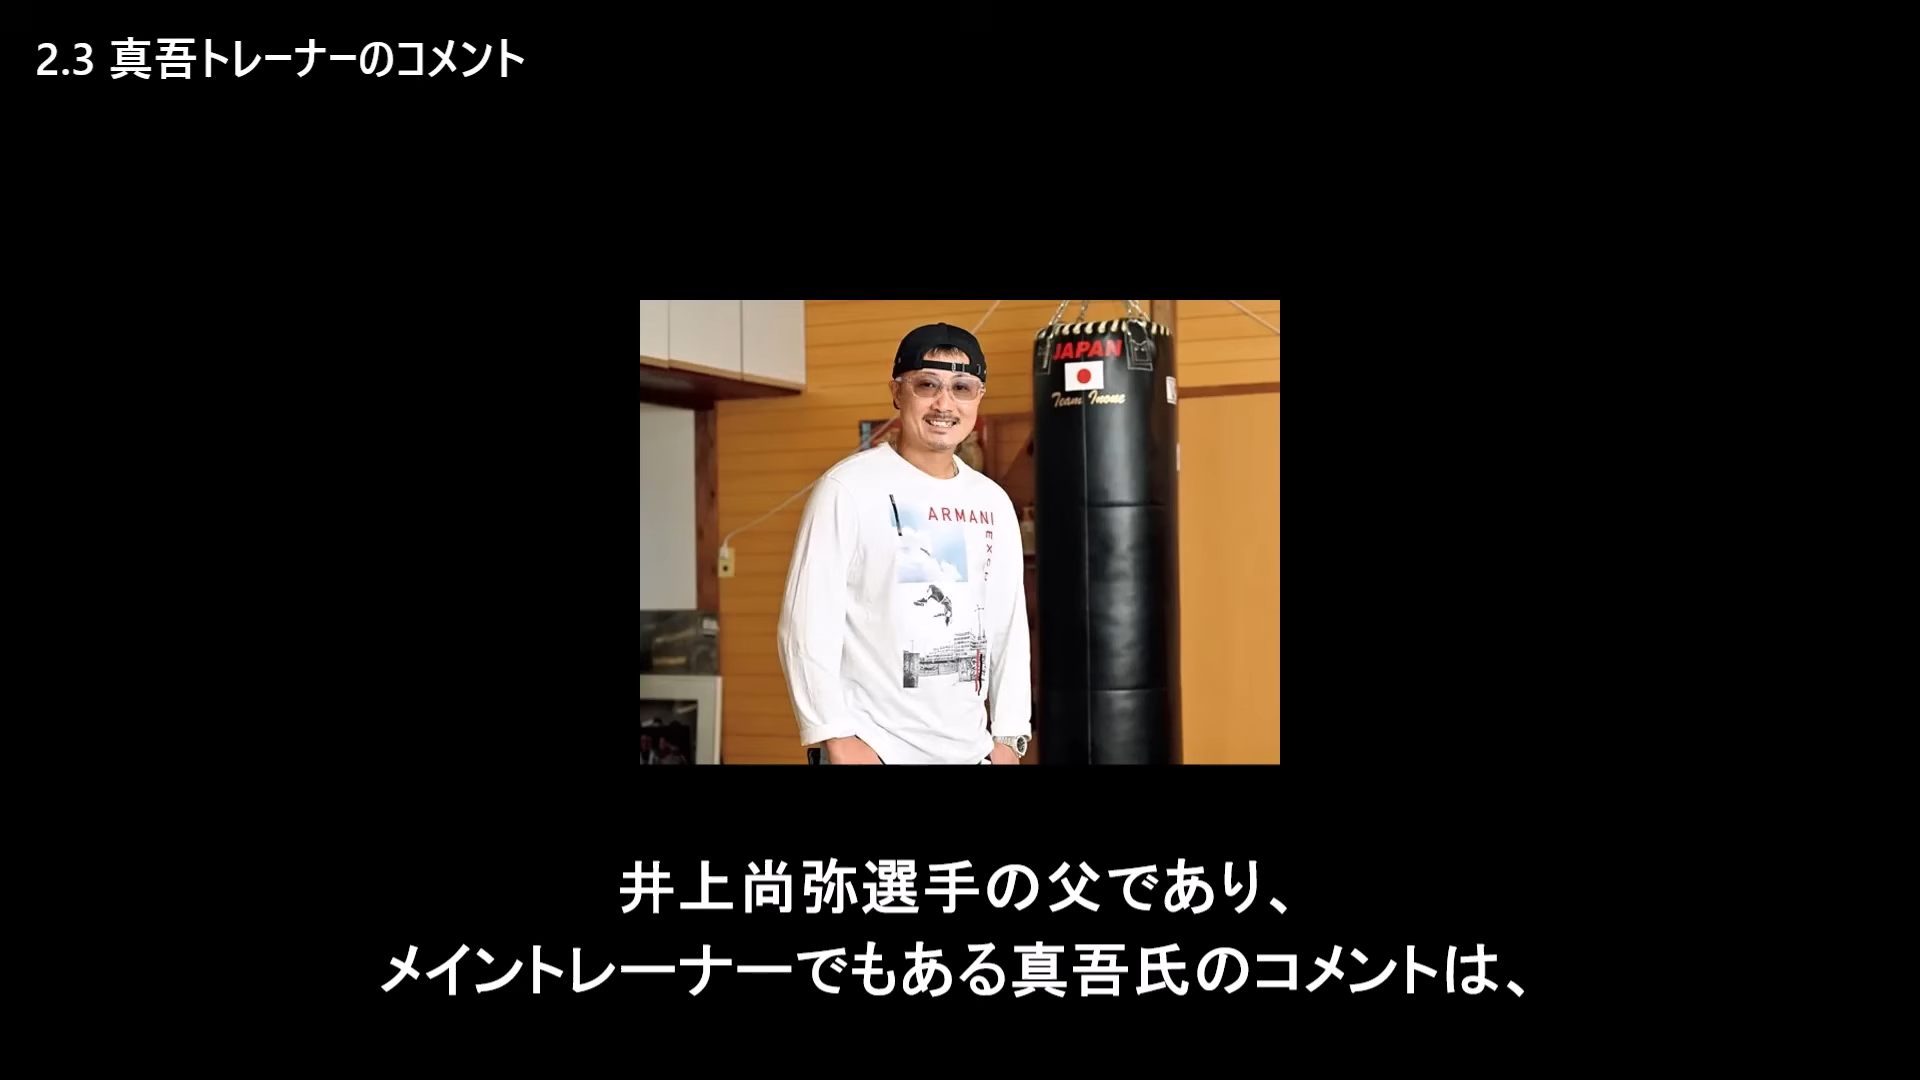 2.3 真吾トレーナーのコメント
JAPAN
Team Inoue
ARMANI
EXCL
井上尚弥選手の父であり、
メイントレーナーでもある真吾氏のコメントは、